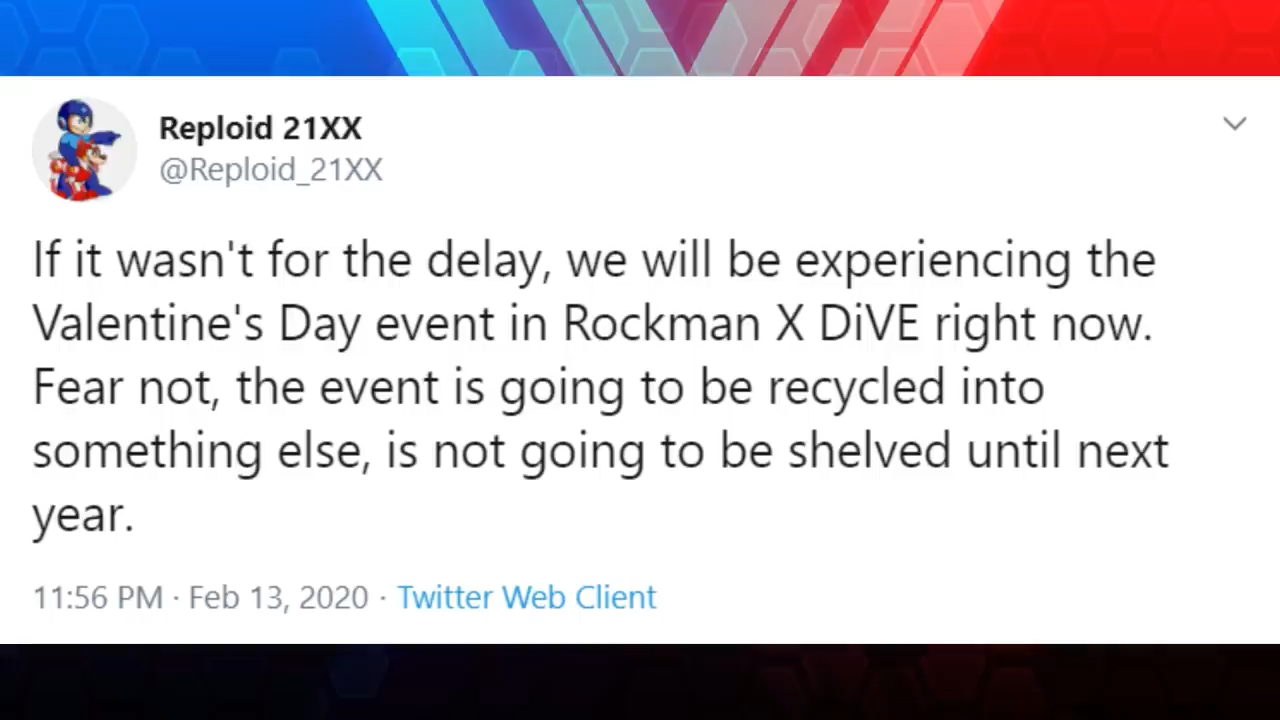 Reploid 21XX
@Reploid_21XX
If it wasn't for the delay, we will be experiencing the
Valentine's Day event in Rockman X DiVE right now.
Fear not, the event is going to be recycled into
something else, is not going to be shelved until next
year.
11:56 PM · Feb 13, 2020 · Twitter Web Client